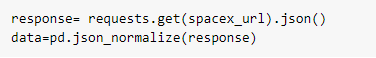 response= requests.get(spacex_url).json()
data=pd.json_normalize(response)